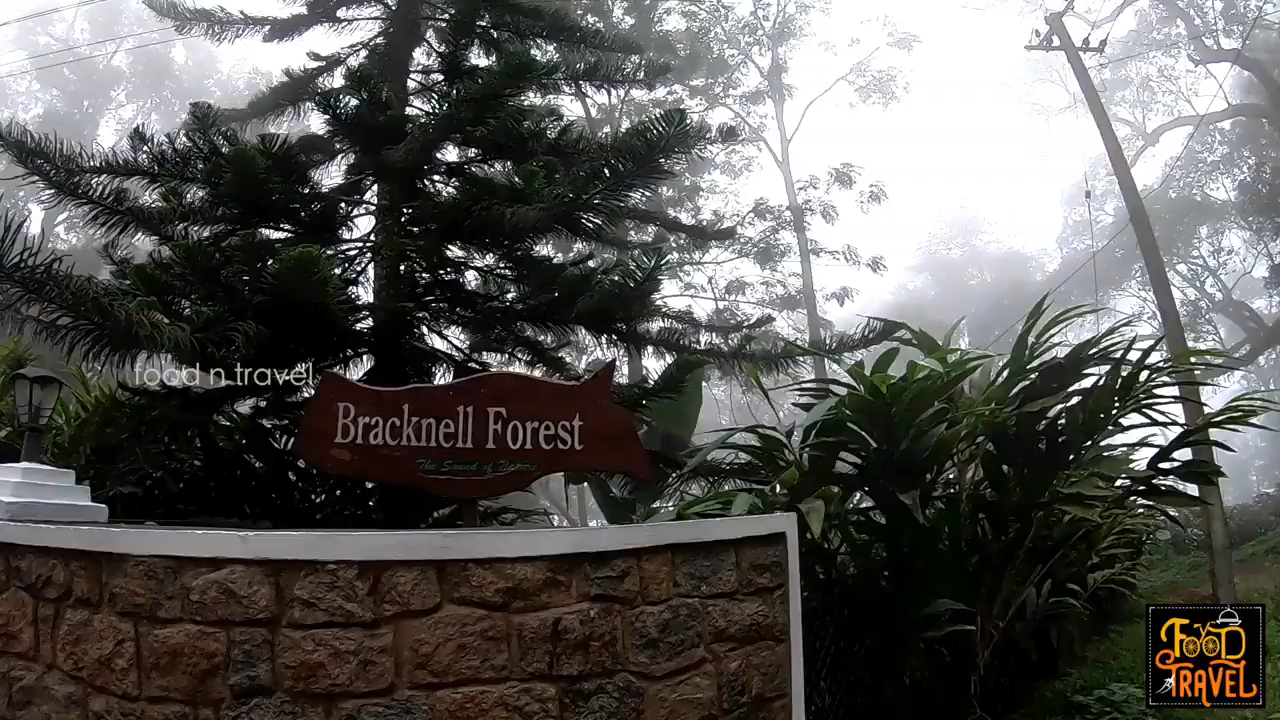 food n travel
Bracknell Forest
The Sound of Nature
FOOD
TRAVEL